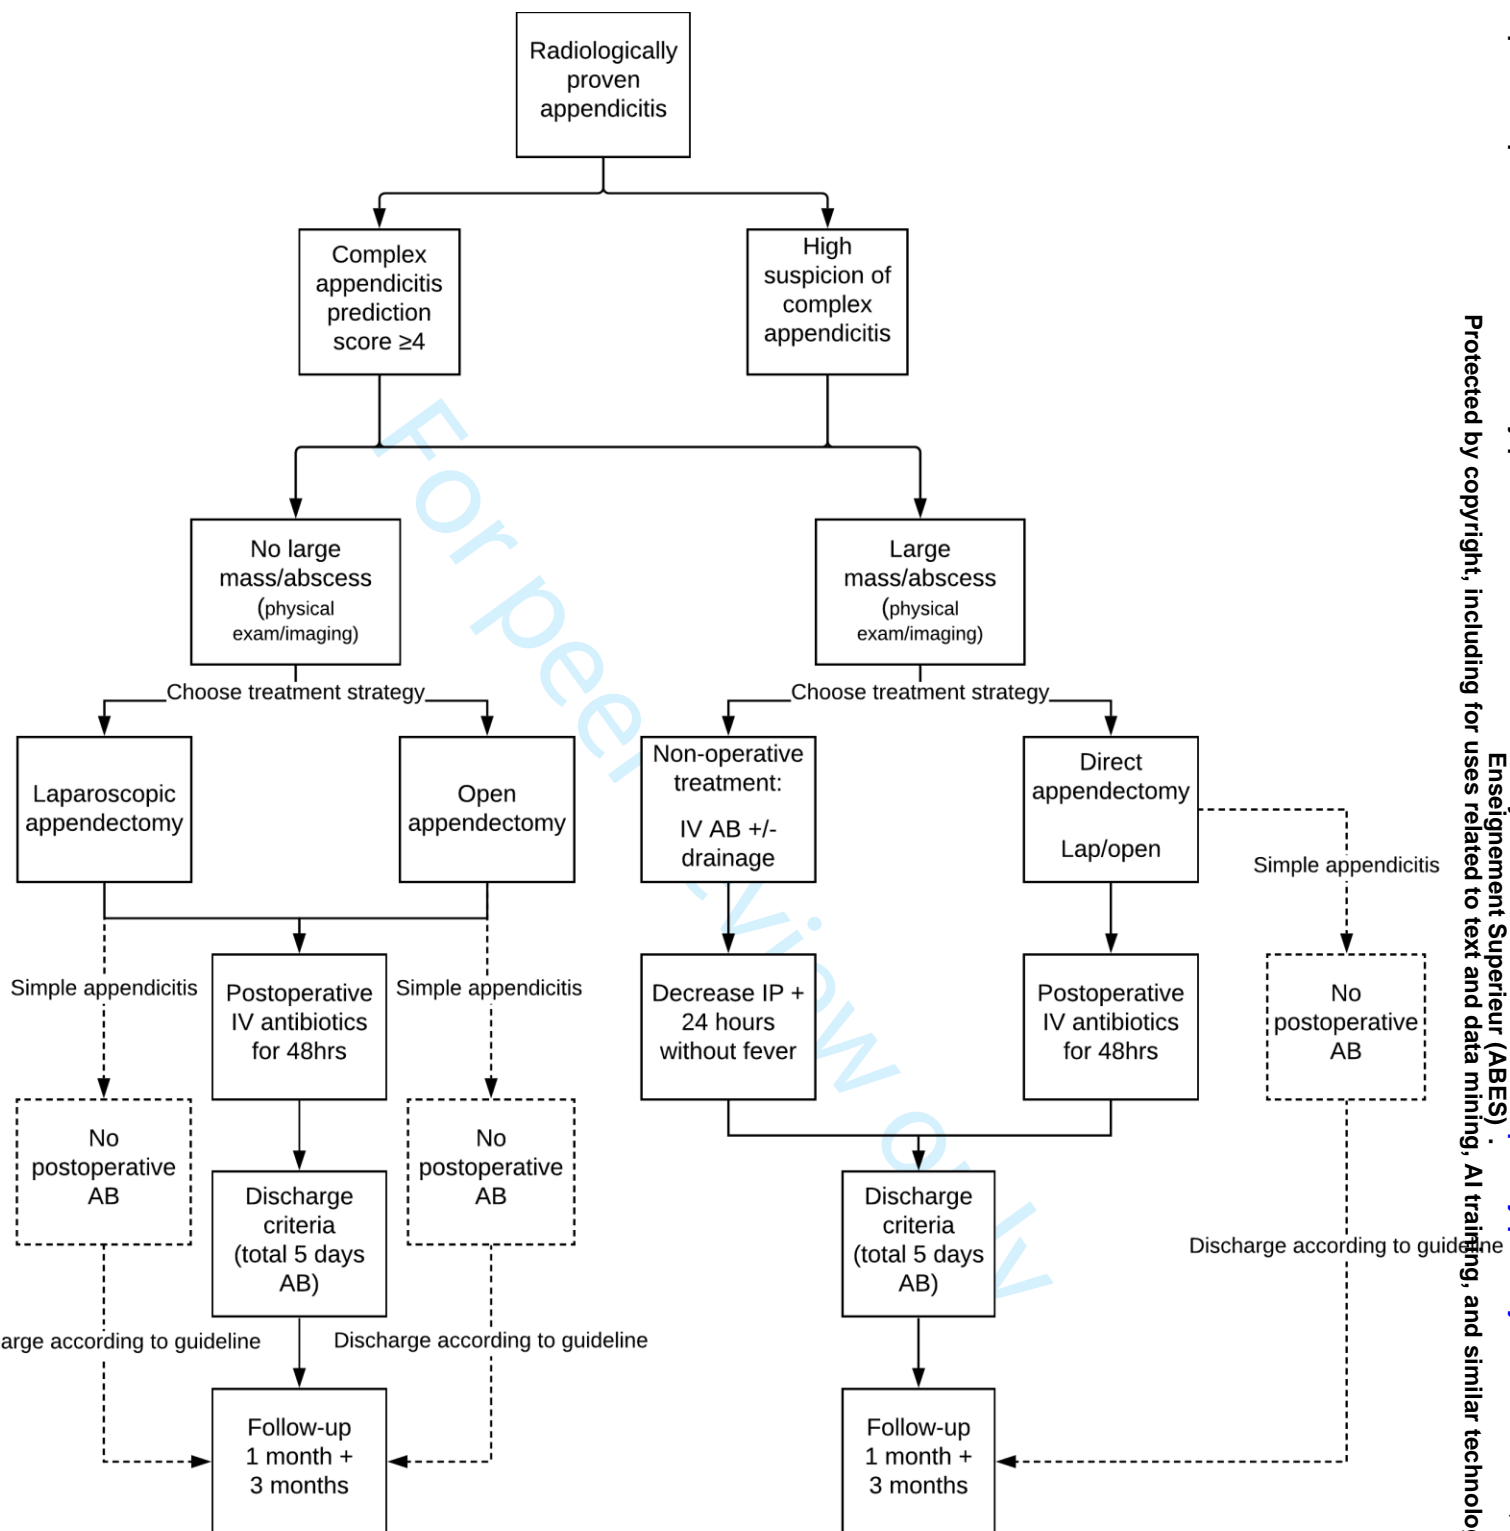 Radiologically
proven
appendicitis
Complex
appendicitis
prediction
score ≥4
High
suspicion of
complex
appendicitis
No large
mass/abscess
(physical
exam/imaging)
Large
mass/abscess
(physical
exam/imaging)
Choose treatment strategy
Choose treatment strategy
Laparoscopic
appendectomy
Open
appendectomy
Non-operative
treatment:
IV AB +/-
drainage
Direct
appendectomy
Lap/open
Simple appendicitis
Simple appendicitis
Postoperative
IV antibiotics
for 48hrs
Simple appendicitis
Decrease IP +
24 hours
without fever
Postoperative
IV antibiotics
for 48hrs
No
postoperative
AB
No
postoperative
AB
Discharge
criteria
(total 5 days
AB)
No
postoperative
AB
Discharge
criteria
(total 5 days
AB)
Discharge according to guideline
arge according to guideline
Discharge according to guideline
Follow-up
1 month +
3 months
Follow-up
1 month +
3 months
For peer review only
Enseignement Superieur (ABES) .
Protected by copyright, including for uses related to text and data mining, AI training, and similar technolog